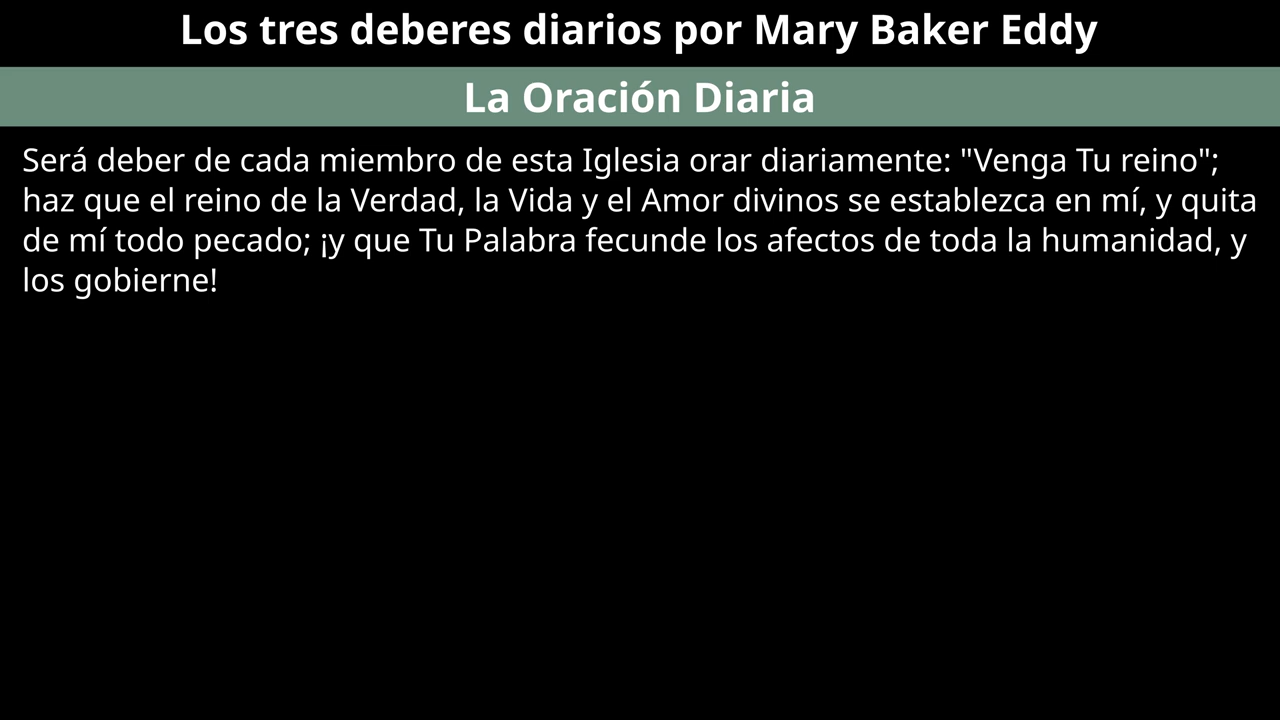 Los tres deberes diarios por Mary Baker Eddy
La Oración Diaria
Será deber de cada miembro de esta Iglesia orar diariamente: "Venga Tu reino";
haz que el reino de la Verdad, la Vida y el Amor divinos se establezca en mí, y quita
de mí todo pecado; ¡y que Tu Palabra fecunde los afectos de toda la humanidad, y
los gobierne!